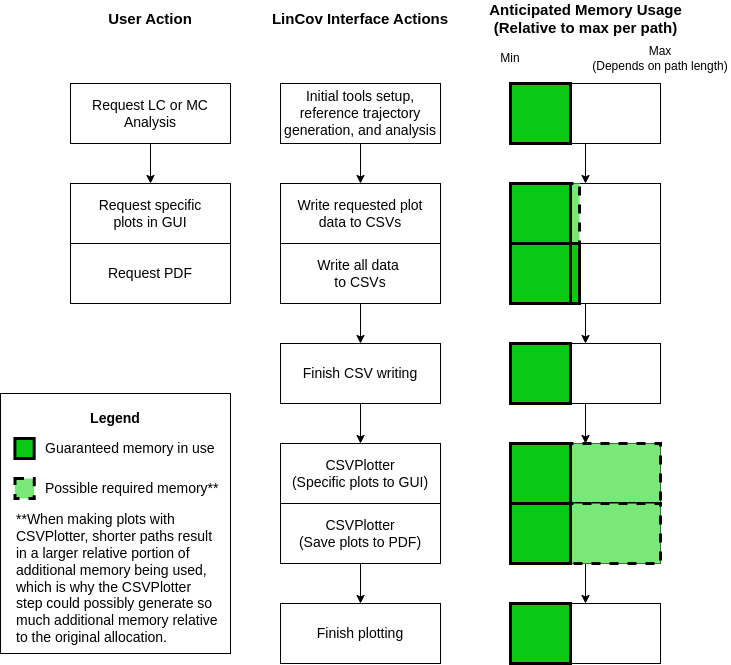 User Action
LinCov Interface Actions
Anticipated Memory Usage
(Relative to max per path)
Min
Max
(Depends on path length)
Request LC or MC
Analysis
Initial tools setup,
reference trajectory
generation, and analysis
Request specific
plots in GUI
Write requested plot
data to CSVs
Request PDF
Write all data
to CSVs
Finish CSV writing
CSVPlotter
(Specific plots to GUI)
CSVPlotter
(Save plots to PDF)
Finish plotting
Legend
Guaranteed memory in use
Possible required memory**
**When making plots with
CSVPlotter, shorter paths result
in a larger relative portion of
additional memory being used,
which is why the CSVPlotter
step could possibly generate so
much additional memory relative
to the original allocation.